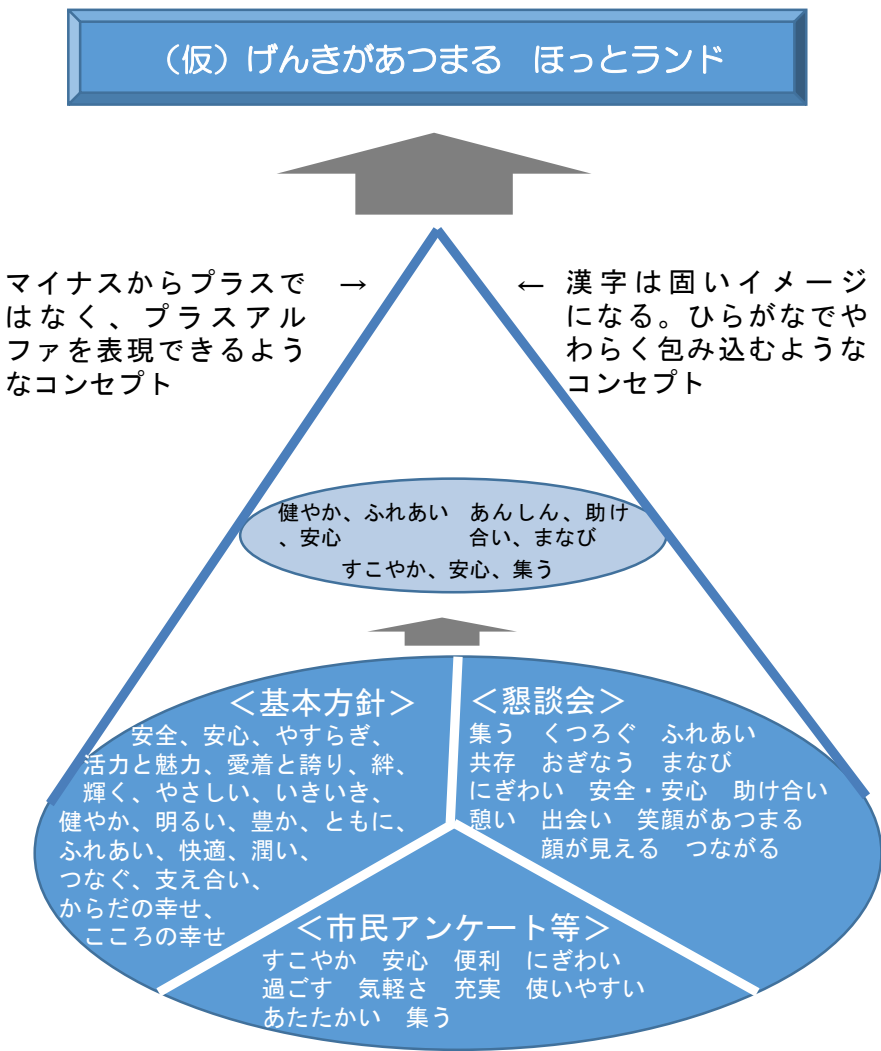 （仮）げんきがあつまる　ほっとランド
マイナスからプラスで
はなく、プラスアル
ファを表現できるよう
なコンセプト
→
←
漢字は固いイメージ
になる。ひらがなでや
わらく包み込むような
コンセプト
健やか、ふれあい
、安心
あんしん、助け
合い、まなび
すこやか、安心、集う
＜基本方針＞
安全、安心、やすらぎ、
活力と魅力、愛着と誇り、絆、
輝く、やさしい、いきいき、
健やか、明るい、豊か、ともに、
ふれあい、快適、潤い、
つなぐ、支え合い、
からだの幸せ、
こころの幸せ
＜懇談会＞
集う　くつろぐ　ふれあい
共存　おぎなう　まなび
にぎわい　安全・安心　助け合い
憩い　出会い　笑顔があつまる
顔が見える　つながる
＜市民アンケート等＞
すこやか　安心　便利　にぎわい
過ごす　気軽さ　充実　使いやすい
あたたかい　集う